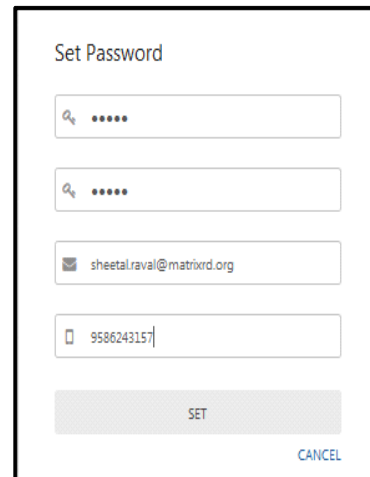 Set Password
•••••
•••••
sheetal.raval@matrixrd.org
9586243157
SET
CANCEL